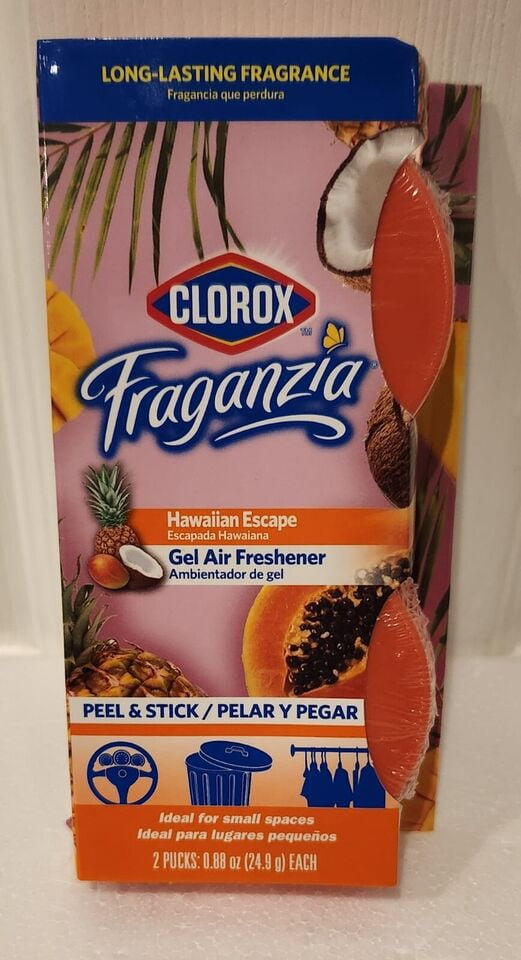 LONG-LASTING FRAGRANCE
Fragancia que perdura
CLOROX
TM
Fraganzia®
Hawaiian Escape
Escapada Hawaiana
Gel Air Freshener
Ambientador de gel
PEEL & STICK / PELAR Y PEGAR
Ideal for small spaces
Ideal para lugares pequeños
2 PUCKS: 0.88 oz (24.9 g) EACH